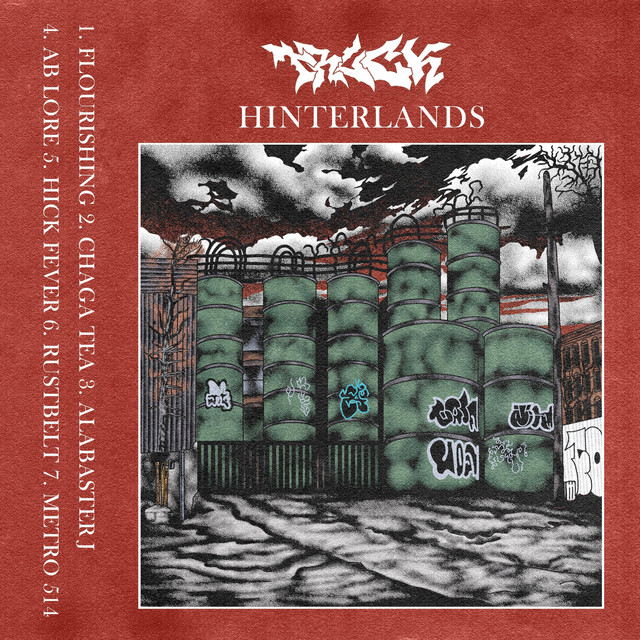 TRUCK
HINTERLANDS
1. FLOURISHING 2. CHAGA TEA 3. ALABASTER J
4. AB LORE 5. HICK FEVER 6. RUSTBELT 7. METRO 514